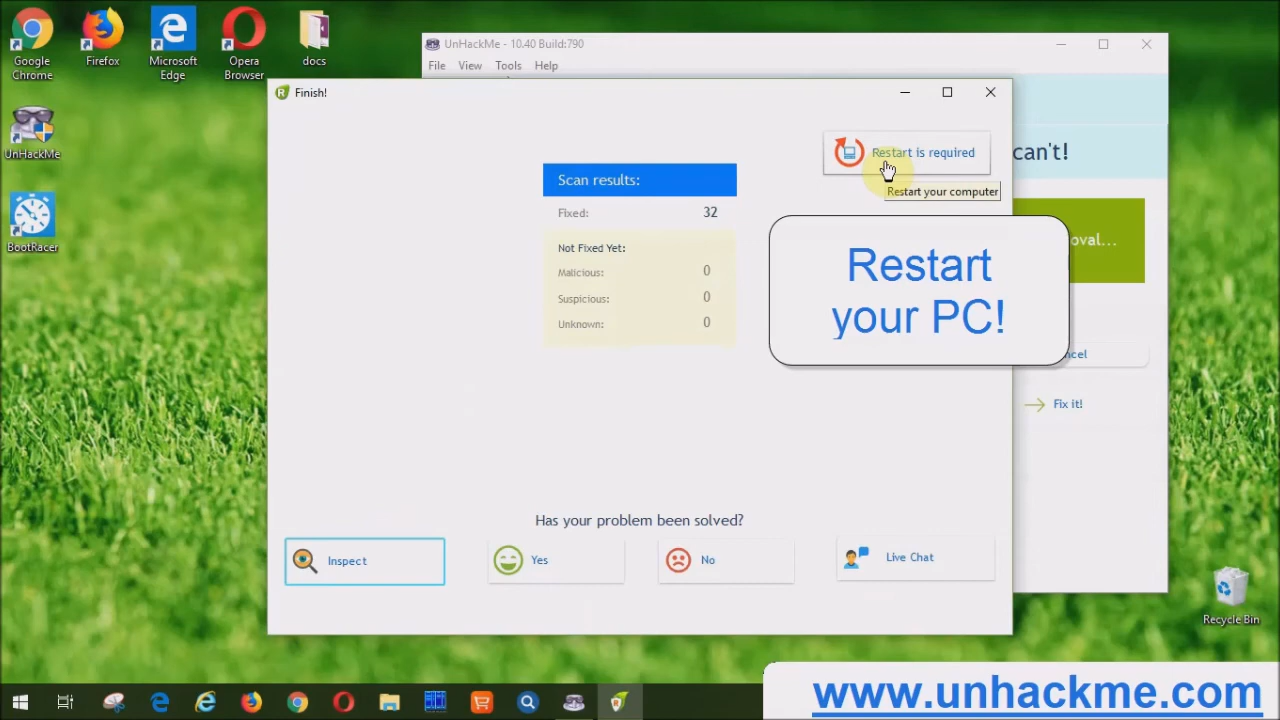 Google
Chrome
Firefox
Microsoft
Edge
Opera
Browser
docs
UnHackMe
BootRacer
UnHackMe - 10.40 Build:790
File View Tools Help
Finish!
Restart is required
Restart your computer
can't!
Scan results:
Fixed: 32
Not Fixed Yet:
Malicious: 0
Suspicious: 0
Unknown: 0
oval...
Restart
your PC!
ncel
Fix it!
Has your problem been solved?
Inspect
Yes
No
Live Chat
Recycle Bin
www.unhackme.com